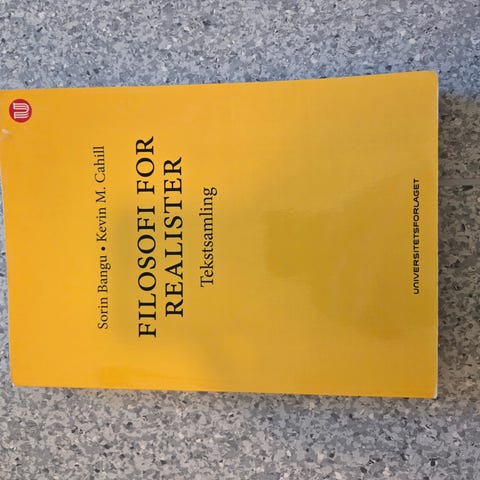 Sorin Bangu • Kevin M. Cahill
FILOSOFI FOR
REALISTER
Tekstsamling
UNIVERSITETSFORLAGET